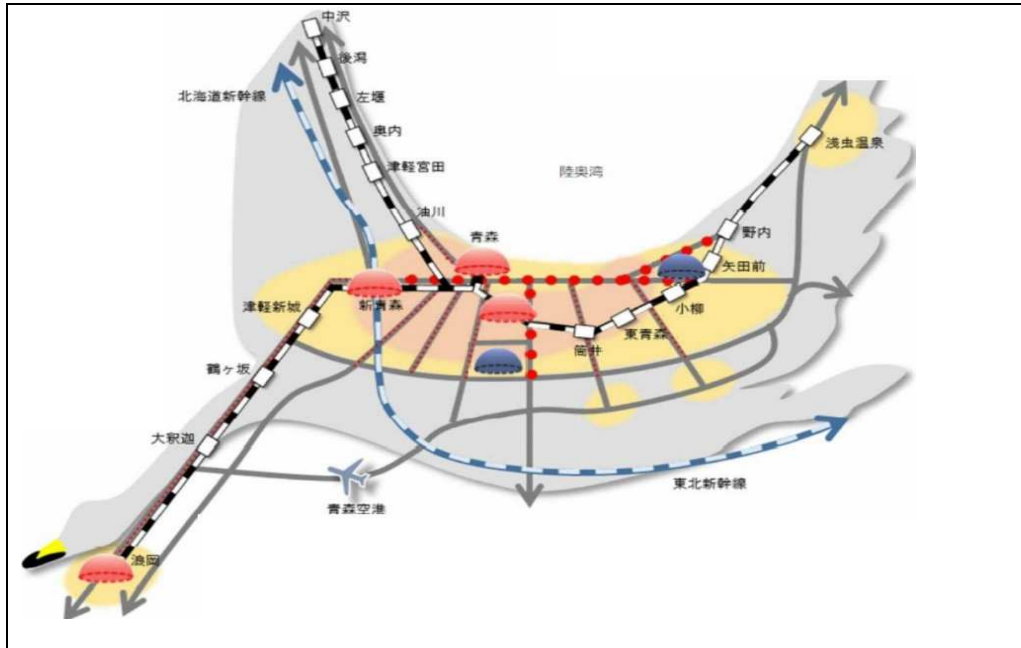 中沢
後潟
北海道新幹線
左堰
奥内
浅虫温泉
津軽宮田
陸奥湾
油川
青森
野内
矢田前
新青森
津軽新城
小柳
東青森
筒井
鶴ヶ坂
大釈迦
東北新幹線
青森空港
浪岡